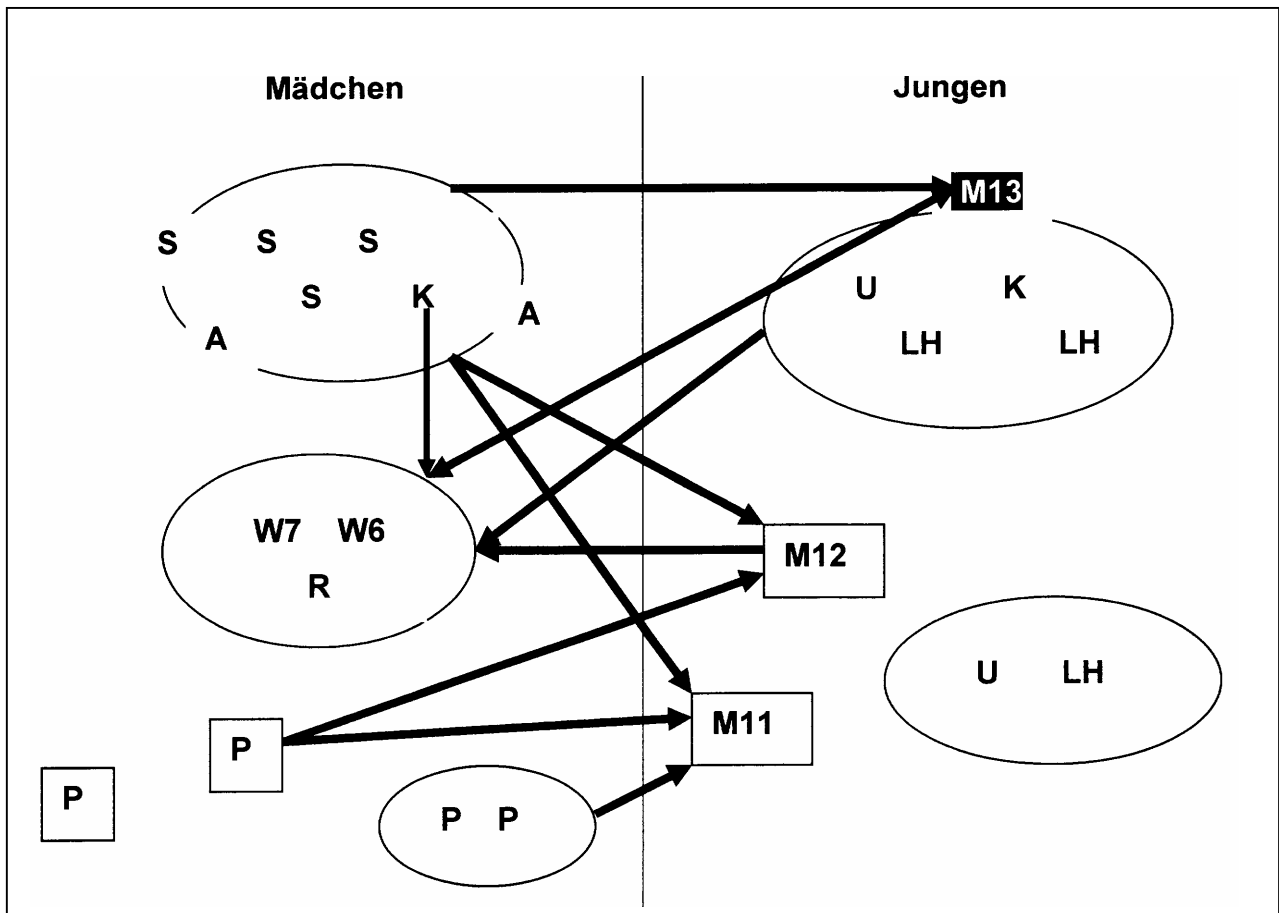 Mädchen Jungen
M13
S S S
U K
S K
A
A
LH LH
W7 W6
M12
R
U LH
M11
P
P
P P